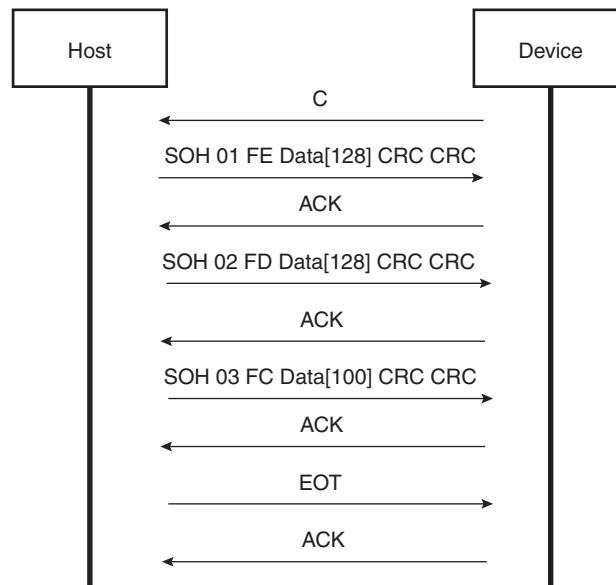 Host
Device
C
SOH 01 FE Data[128] CRC CRC
ACK
SOH 02 FD Data[128] CRC CRC
ACK
SOH 03 FC Data[100] CRC CRC
ACK
EOT
ACK